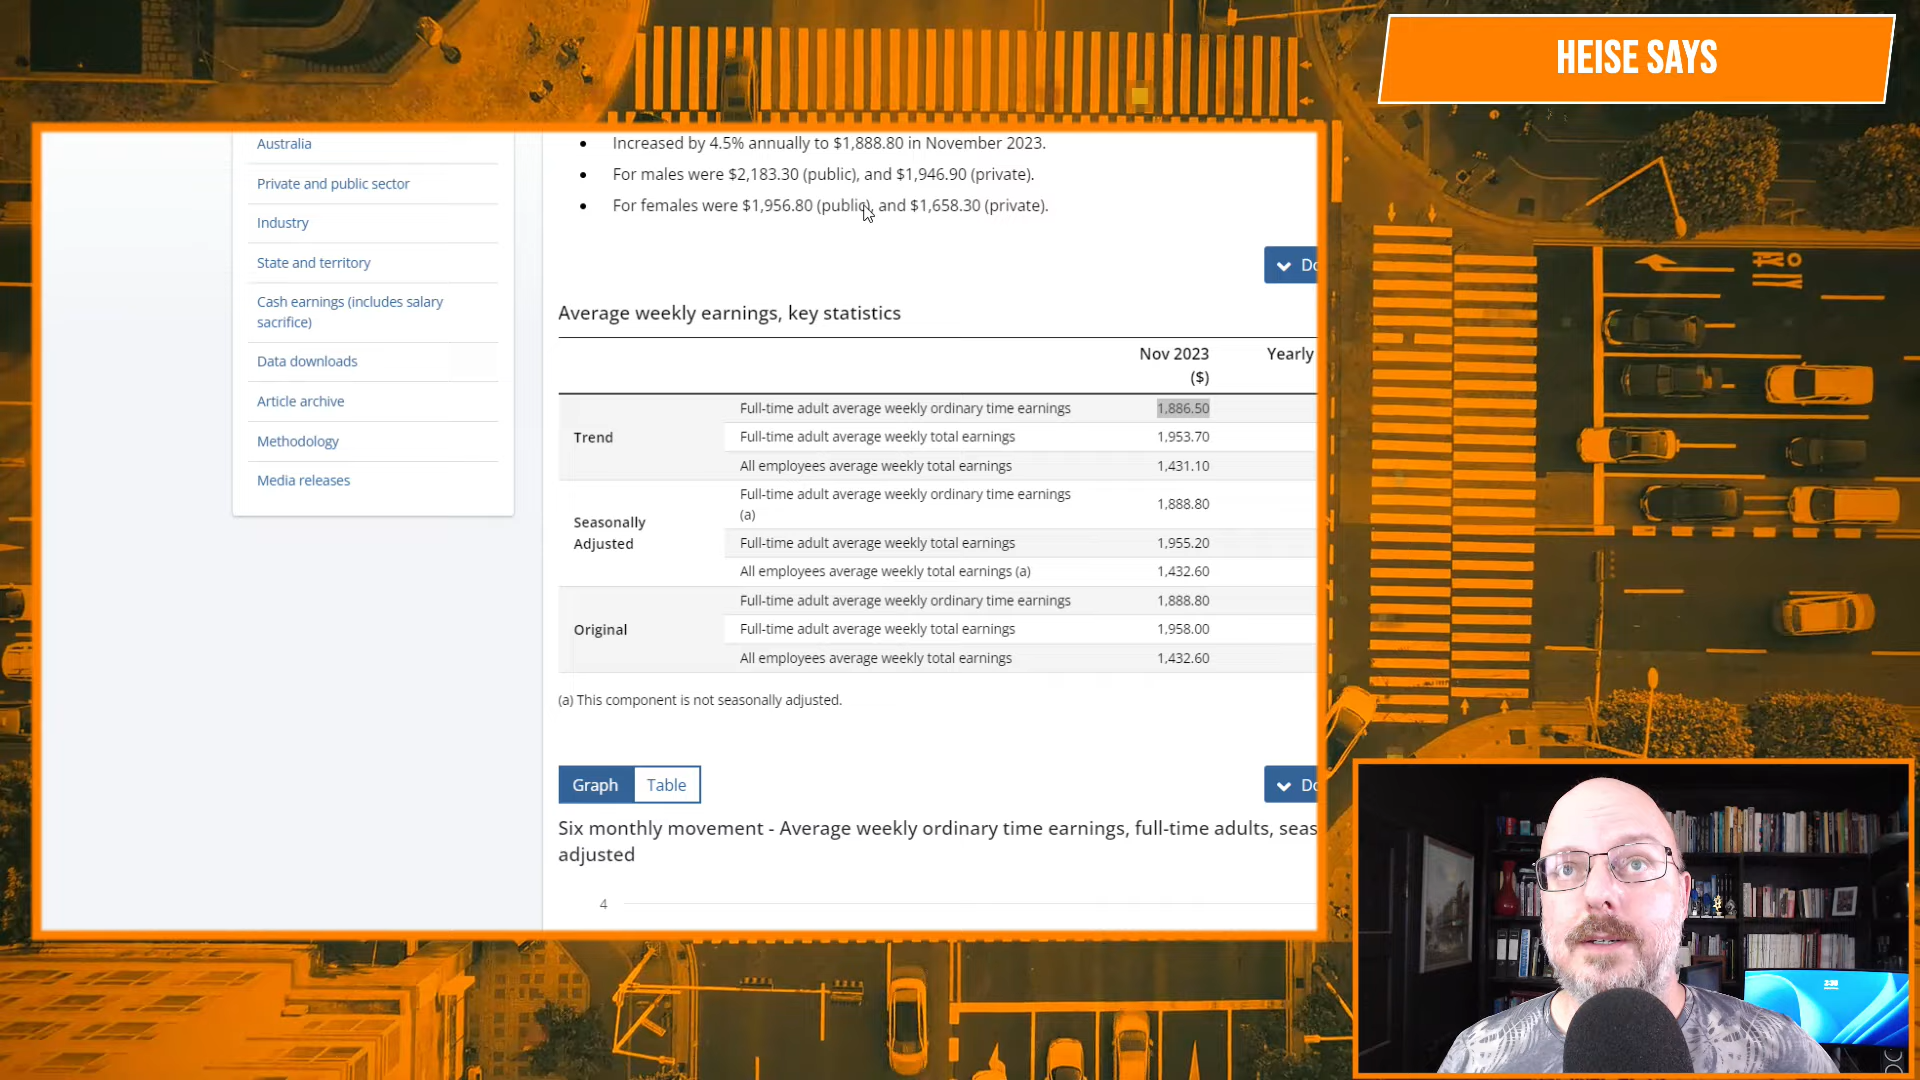 HEISE SAYS
Australia
Private and public sector
Industry
State and territory
Cash earnings (includes salary
sacrifice)
Data downloads
Article archive
Methodology
Media releases
• Increased by 4.5% annually to $1,888.80 in November 2023.
• For males were $2,183.30 (public), and $1,946.90 (private).
• For females were $1,956.80 (public), and $1,658.30 (private).
Do
Average weekly earnings, key statistics
Nov 2023 Yearly
($)
Trend
Full-time adult average weekly ordinary time earnings 1,886.50
Full-time adult average weekly total earnings 1,953.70
All employees average weekly total earnings 1,431.10
Seasonally
Adjusted
Full-time adult average weekly ordinary time earnings
(a) 1,888.80
Full-time adult average weekly total earnings 1,955.20
All employees average weekly total earnings (a) 1,432.60
Original
Full-time adult average weekly ordinary time earnings 1,888.80
Full-time adult average weekly total earnings 1,958.00
All employees average weekly total earnings 1,432.60
(a) This component is not seasonally adjusted.
Graph Table
Do
Six monthly movement - Average weekly ordinary time earnings, full-time adults, seas
adjusted
4